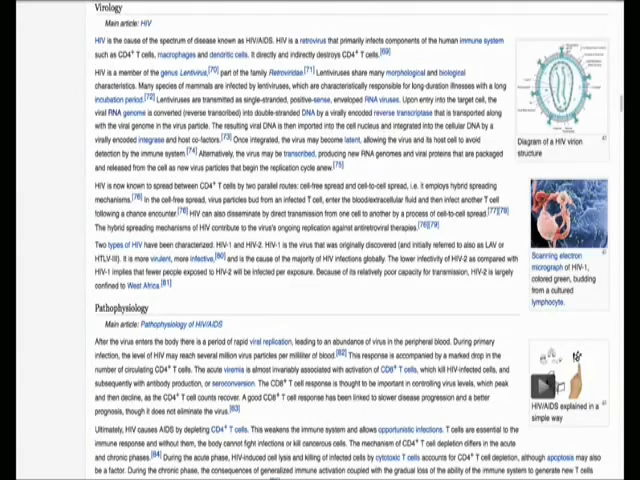 Virology
Main article: HIV
HIV is the cause of the spectrum of disease known as HIV/AIDS. HIV is a retrovirus that primarily infects components of the human immune system
such as CD4+ T cells, macrophages and dendritic cells. It directly and indirectly destroys CD4+ T cells.[69]
HIV is a member of the genus Lentivirus,[70] part of the family Retroviridae.[71] Lentiviruses share many morphological and biological
characteristics. Many species of mammals are infected by lentiviruses, which are characteristically responsible for long-duration illnesses with a long
incubation period.[72] Lentiviruses are transmitted as single-stranded, positive-sense, enveloped RNA viruses. Upon entry into the target cell, the
viral RNA genome is converted (reverse transcribed) into double-stranded DNA by a virally encoded reverse transcriptase that is transported along
with the viral genome in the virus particle. The resulting viral DNA is then imported into the cell nucleus and integrated into the cellular DNA by a
virally encoded integrase and host co-factors.[73] Once integrated, the virus may become latent, allowing the virus and its host cell to avoid
detection by the immune system.[74] Alternatively, the virus may be transcribed, producing new RNA genomes and viral proteins that are packaged
and released from the cell as new virus particles that begin the replication cycle anew.[75]
HIV is now known to spread between CD4+ T cells by two parallel routes: cell-free spread and cell-to-cell spread, i.e. it employs hybrid spreading
mechanisms.[76] In the cell-free spread, virus particles bud from an infected T cell, enter the blood/extracellular fluid and then infect another T cell
following a chance encounter.[76] HIV can also disseminate by direct transmission from one cell to another by a process of cell-to-cell spread.[77][78]
The hybrid spreading mechanisms of HIV contribute to the virus's ongoing replication against antiretroviral therapies.[76][79]
Two types of HIV have been characterized: HIV-1 and HIV-2. HIV-1 is the virus that was originally discovered (and initially referred to also as LAV or
HTLV-III). It is more virulent, more infective,[80] and is the cause of the majority of HIV infections globally. The lower infectivity of HIV-2 as compared with
HIV-1 implies that fewer people exposed to HIV-2 will be infected per exposure. Because of its relatively poor capacity for transmission, HIV-2 is largely
confined to West Africa.[81]
Diagram of a HIV virion
structure
Scanning electron
micrograph of HIV-1,
colored green, budding
from a cultured
lymphocyte.
Pathophysiology
Main article: Pathophysiology of HIV/AIDS
After the virus enters the body there is a period of rapid viral replication, leading to an abundance of virus in the peripheral blood. During primary
infection, the level of HIV may reach several million virus particles per milliliter of blood.[82] This response is accompanied by a marked drop in the
number of circulating CD4+ T cells. The acute viremia is almost invariably associated with activation of CD8+ T cells, which kill HIV-infected cells, and
subsequently with antibody production, or seroconversion. The CD8+ T cell response is thought to be important in controlling virus levels, which peak
and then decline, as the CD4+ T cell counts recover. A good CD8+ T cell response has been linked to slower disease progression and a better
prognosis, though it does not eliminate the virus.[83]
HIV/AIDS explained in a
simple way
Ultimately, HIV causes AIDS by depleting CD4+ T cells. This weakens the immune system and allows opportunistic infections. T cells are essential to the
immune response and without them, the body cannot fight infections or kill cancerous cells. The mechanism of CD4+ T cell depletion differs in the acute
and chronic phases.[84] During the acute phase, HIV-induced cell lysis and killing of infected cells by cytotoxic T cells accounts for CD4+ T cell depletion, although apoptosis may also
be a factor. During the chronic phase, the consequences of generalized immune activation coupled with the gradual loss of the ability of the immune system to generate new T cells